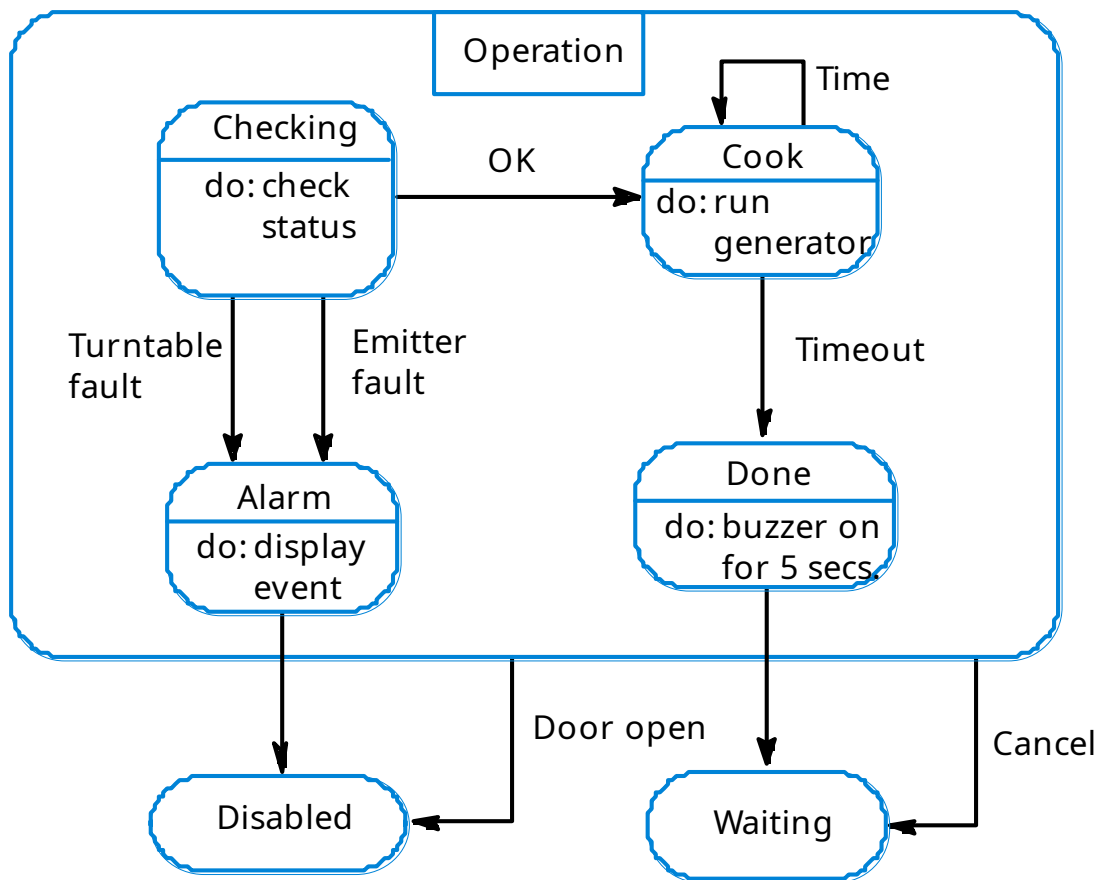 Operation
Time
Checking
do: check
status
OK
Cook
do: run
generator
Turntable
fault
Emitter
fault
Timeout
Alarm
do: display
event
Done
do: buzzer on
for 5 secs.
Door open
Cancel
Disabled
Waiting